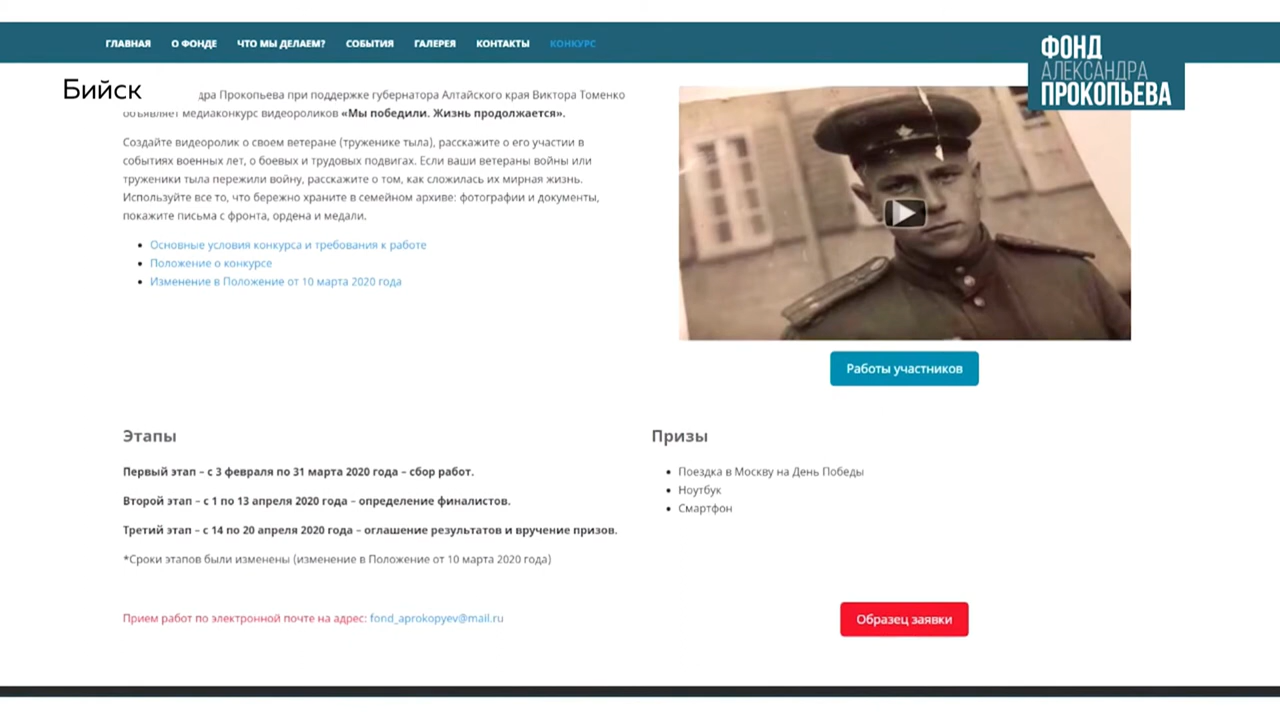 ГЛАВНАЯ О ФОНДЕ ЧТО МЫ ДЕЛАЕМ? СОБЫТИЯ ГАЛЕРЕЯ КОНТАКТЫ КОНКУРС
ФОНД
АЛЕКСАНДРА
ПРОКОПЬЕВА
Бийск
дра Прокопьева при поддержке губернатора Алтайского края Виктора Томенко
объявляет медиаконкурс видеороликов «Мы победили. Жизнь продолжается».
Создайте видеоролик о своем ветеране (труженике тыла), расскажите о его участии в
событиях военных лет, о боевых и трудовых подвигах. Если ваши ветераны войны или
труженики тыла пережили войну, расскажите о том, как сложилась их мирная жизнь.
Используйте все то, что бережно храните в семейном архиве: фотографии и документы,
покажите письма с фронта, ордена и медали.
Основные условия конкурса и требования к работе
Положение о конкурсе
Изменение в Положение от 10 марта 2020 года
Работы участников
Этапы
Первый этап – с 3 февраля по 31 марта 2020 года – сбор работ.
Второй этап – с 1 по 13 апреля 2020 года – определение финалистов.
Третий этап – с 14 по 20 апреля 2020 года – оглашение результатов и вручение призов.
*Сроки этапов были изменены (изменение в Положение от 10 марта 2020 года)
Призы
Поездка в Москву на День Победы
Ноутбук
Смартфон
Прием работ по электронной почте на адрес: fond_aprokopyev@mail.ru
Образец заявки